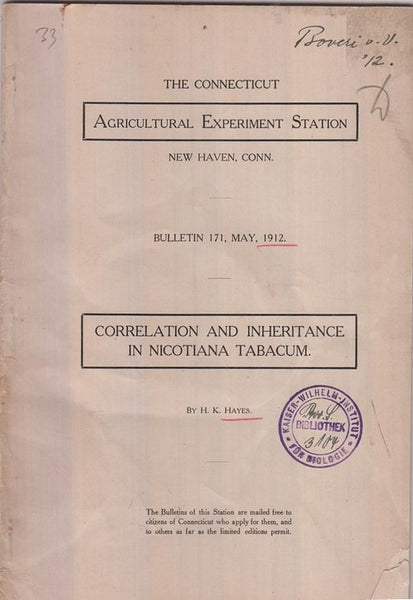 33
Boveri
'12.
THE CONNECTICUT
AGRICULTURAL EXPERIMENT STATION
NEW HAVEN, CONN.
BULLETIN 171, MAY, 1912.
CORRELATION AND INHERITANCE
IN NICOTIANA TABACUM.
BY H. K. HAYES.
KAISER-WILHELM-INSTITUT
BIBLIOTHEK
FÜR BIOLOGIE
The Bulletins of this Station are mailed free to
citizens of Connecticut who apply for them, and
to others as far as the limited editions permit.